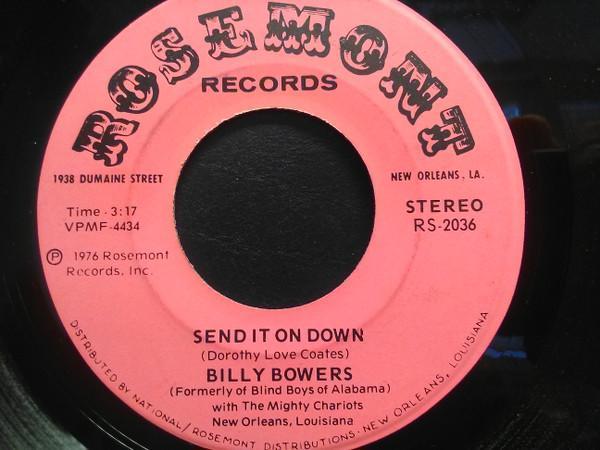 ROSEMONT
RECORDS
1938 DUMAINE STREET
NEW ORLEANS, LA.
Time - 3:17
VPMF-4434
STEREO
RS-2036
Ⓟ 1976 Rosemont
Records, Inc.
SEND IT ON DOWN
(Dorothy Love Coates)
BILLY BOWERS
(Formerly of Blind Boys of Alabama)
with The Mighty Chariots
New Orleans, Louisiana
DISTRIBUTED BY NATIONAL/ROSEMONT DISTRIBUTIONS-NEW ORLEANS, LOUISIANA